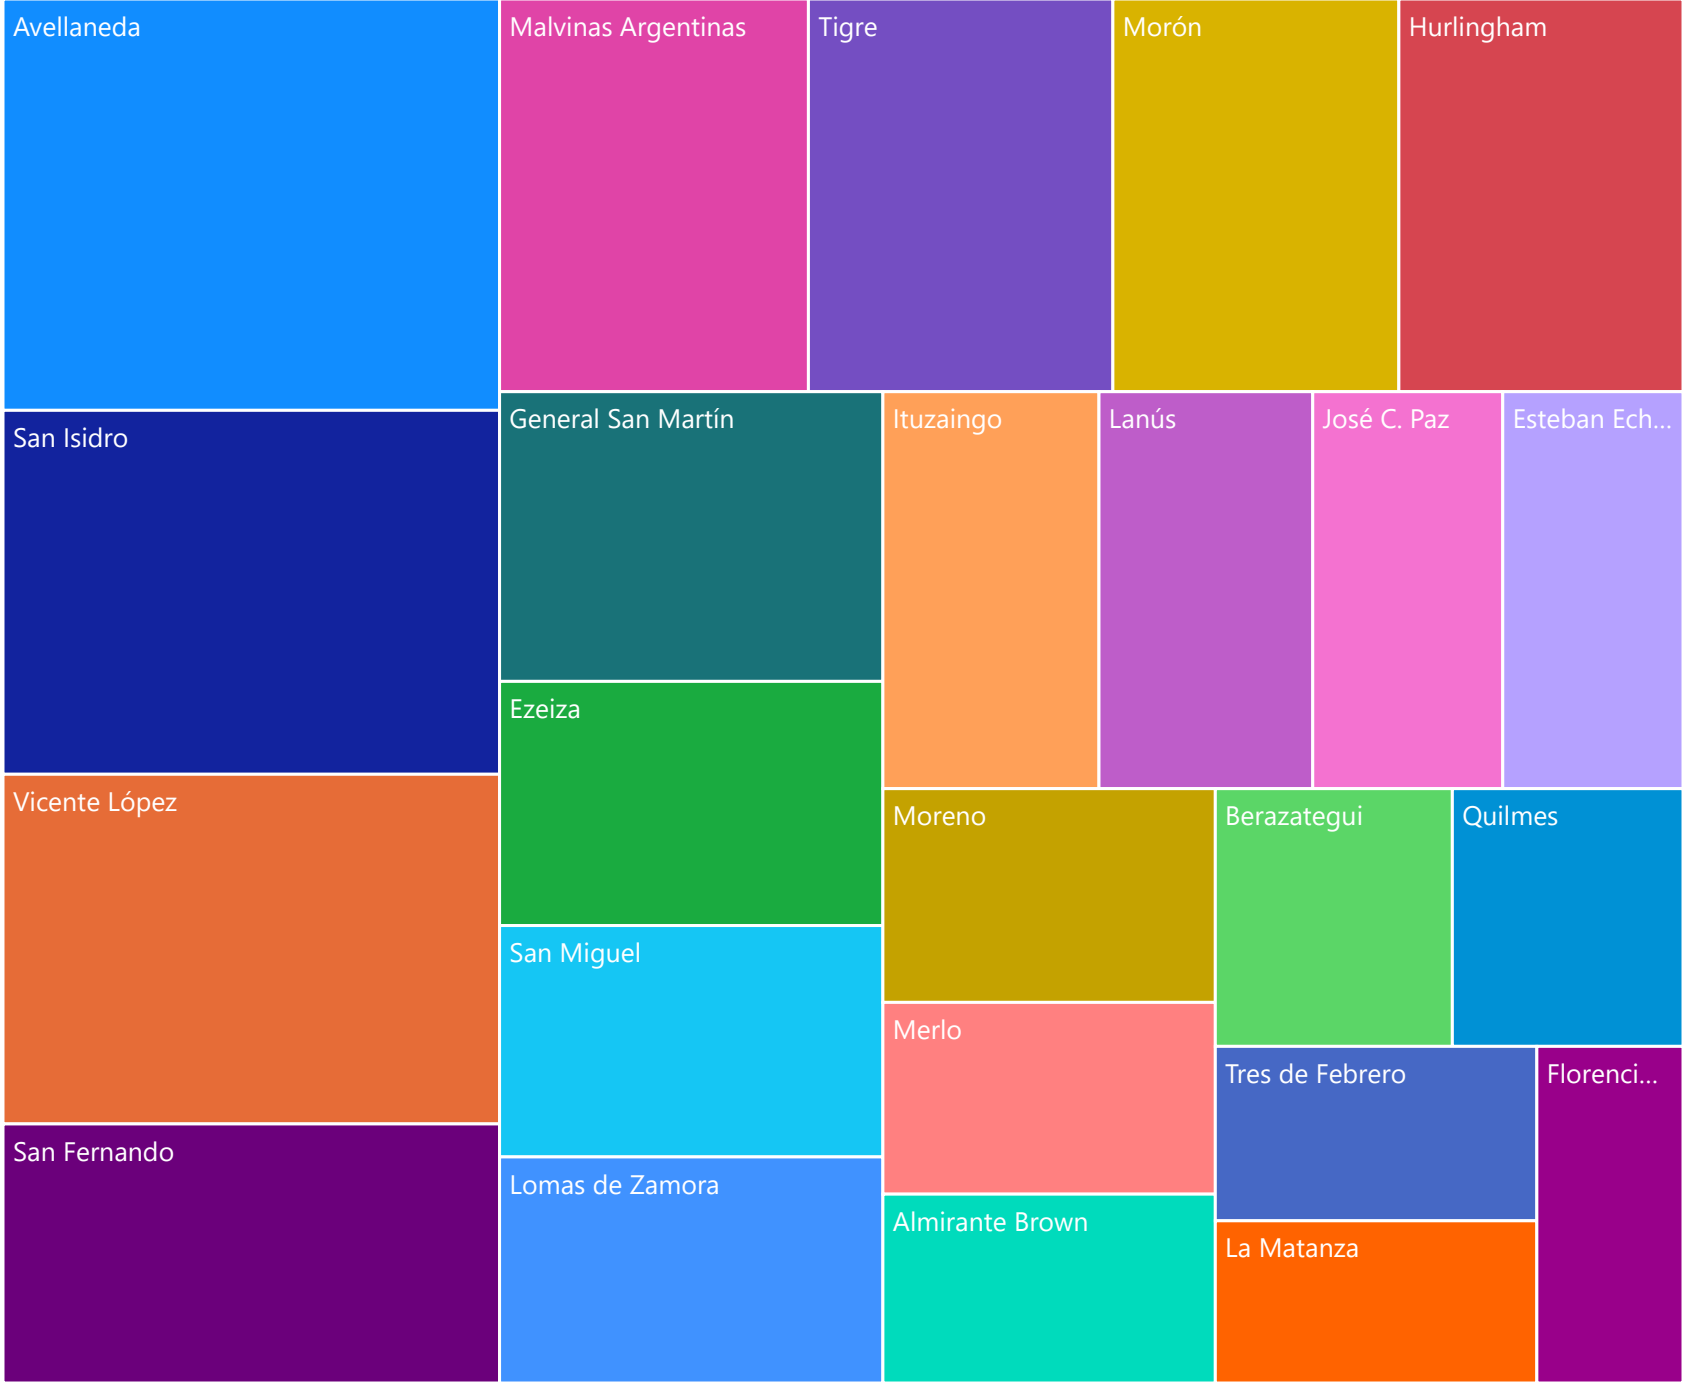 Avellaneda
San Isidro
Vicente López
San Fernando
Malvinas Argentinas
Tigre
Morón
Hurlingham
General San Martín
Ezeiza
San Miguel
Lomas de Zamora
Ituzaingo
Lanús
José C. Paz
Esteban Ech...
Moreno
Merlo
Almirante Brown
Berazategui
Quilmes
Tres de Febrero
La Matanza
Florenci...